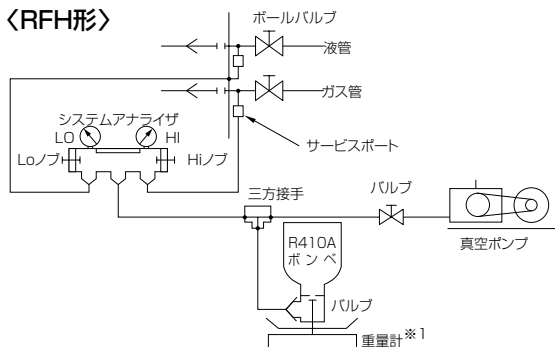 〈RFH形〉
ボールバルブ
液管
ガス管
システムアナライザ
LO
HI
Loノブ
Hiノブ
サービスポート
三方接手
バルブ
R410A
ボンベ
真空ポンプ
バルブ
重量計※1